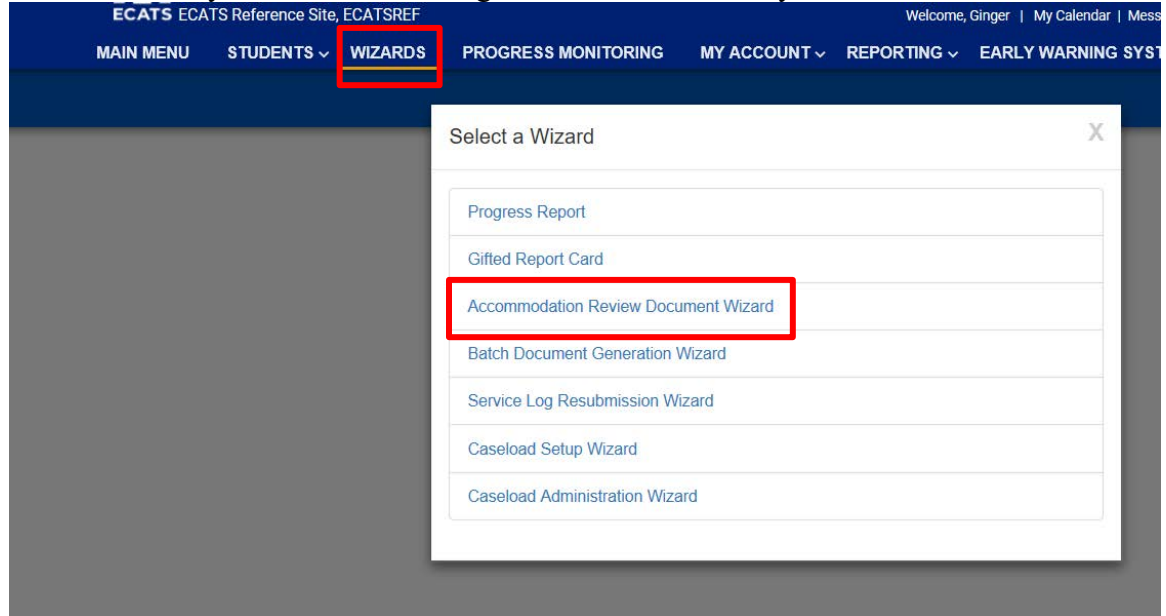 ECATS ECATS Reference Site, ECATSREF Welcome, Ginger | My Calendar | Mess
MAIN MENU STUDENTS WIZARDS PROGRESS MONITORING MY ACCOUNT REPORTING EARLY WARNING SYST
Select a Wizard X
Progress Report
Gifted Report Card
Accommodation Review Document Wizard
Batch Document Generation Wizard
Service Log Resubmission Wizard
Caseload Setup Wizard
Caseload Administration Wizard